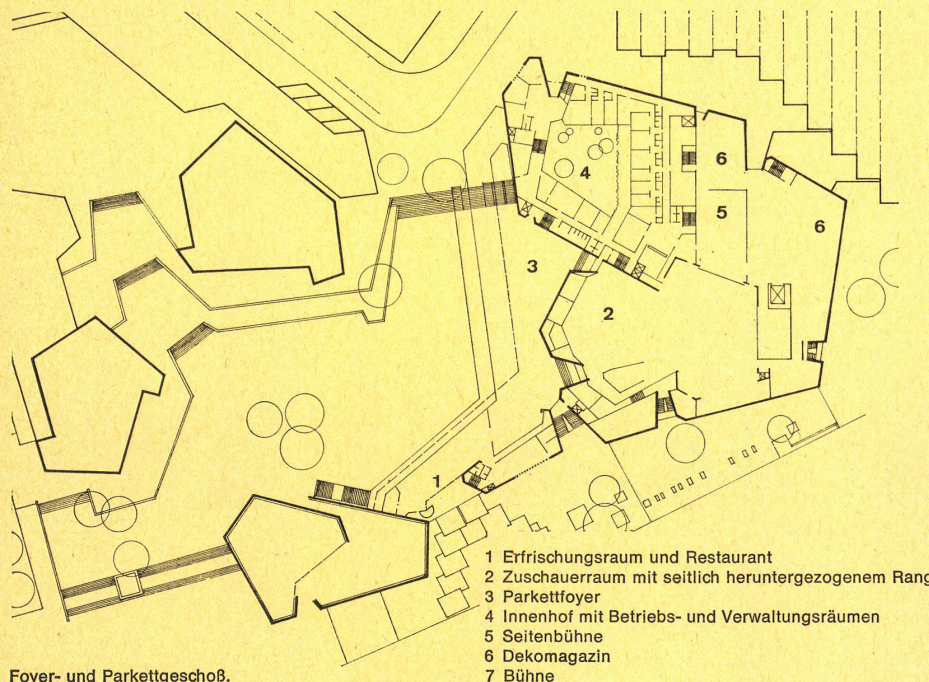 6
4
5
6
3
2
1
1 Erfrischungsraum und Restaurant
2 Zuschauerraum mit seitlich heruntergezogenem Rang
3 Parkettfoyer
4 Innenhof mit Betriebs- und Verwaltungsräumen
5 Seitenbühne
6 Dekomagazin
7 Bühne
Foyer- und Parkettgeschoß.